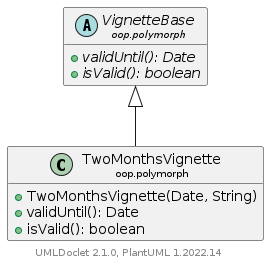 A VignetteBase
oop.polymorph
validUntil(): Date
isValid(): boolean
C TwoMonthsVignette
oop.polymorph
TwoMonthsVignette(Date, String)
validUntil(): Date
isValid(): boolean
UMLDoclet 2.1.0, PlantUML 1.2022.14